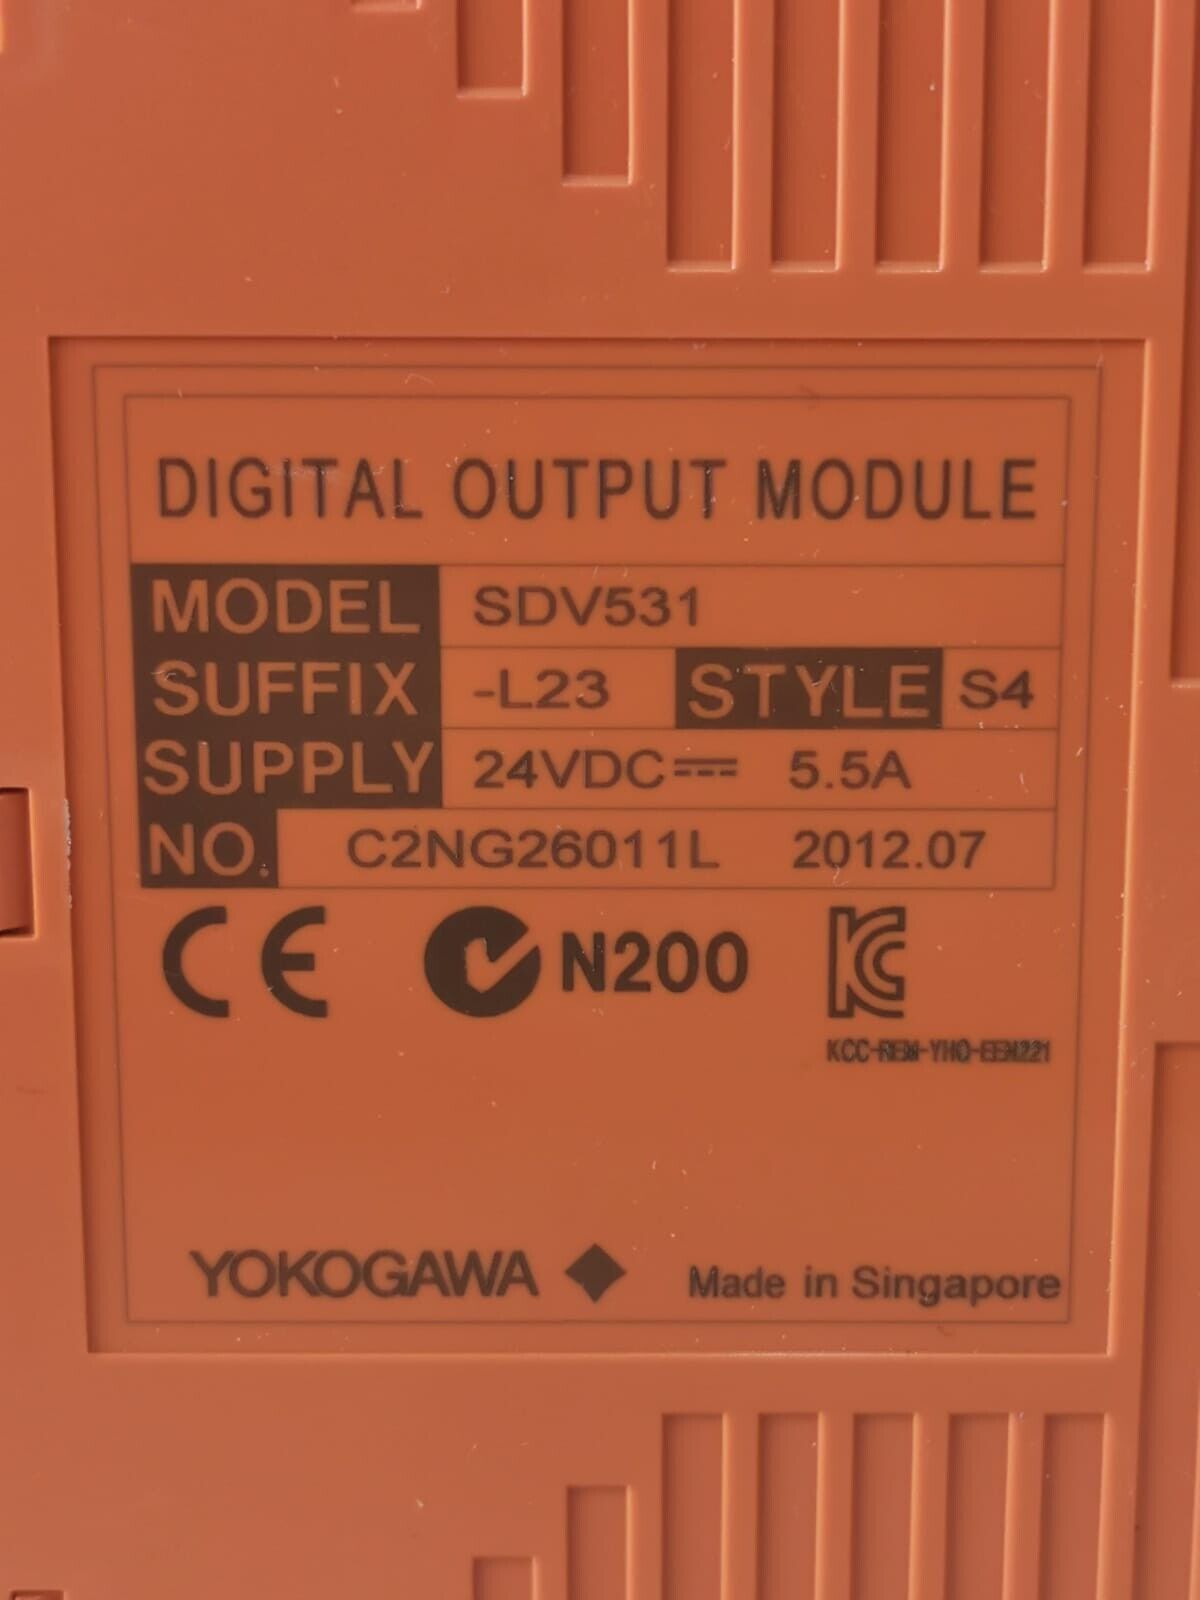 DIGITAL OUTPUT MODULE
MODEL SDV531
SUFFIX -L23 STYLE S4
SUPPLY 24VDC 5.5A
NO. C2NG26011L 2012.07
CE N200 KC
YOKOGAWA Made in Singapore